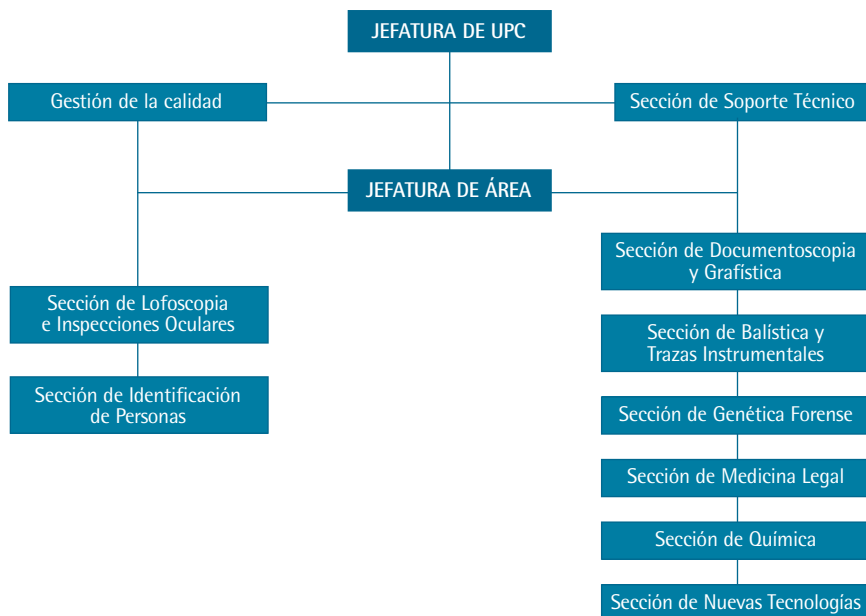 JEFATURA DE UPC
Gestión de la calidad
Sección de Soporte Técnico
JEFATURA DE ÁREA
Sección de Documentoscopia
y Grafística
Sección de Lofoscopia
e Inspecciones Oculares
Sección de Balística y
Trazas Instrumentales
Sección de Identificación
de Personas
Sección de Genética Forense
Sección de Medicina Legal
Sección de Química
Sección de Nuevas Tecnologías